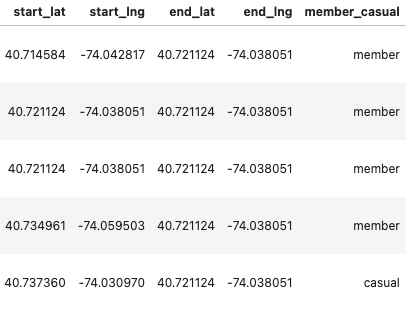 start_lat start_lng end_lat end_lng member_casual
40.714584 -74.042817 40.721124 -74.038051 member
40.721124 -74.038051 40.721124 -74.038051 member
40.721124 -74.038051 40.721124 -74.038051 member
40.734961 -74.059503 40.721124 -74.038051 member
40.737360 -74.030970 40.721124 -74.038051 casual